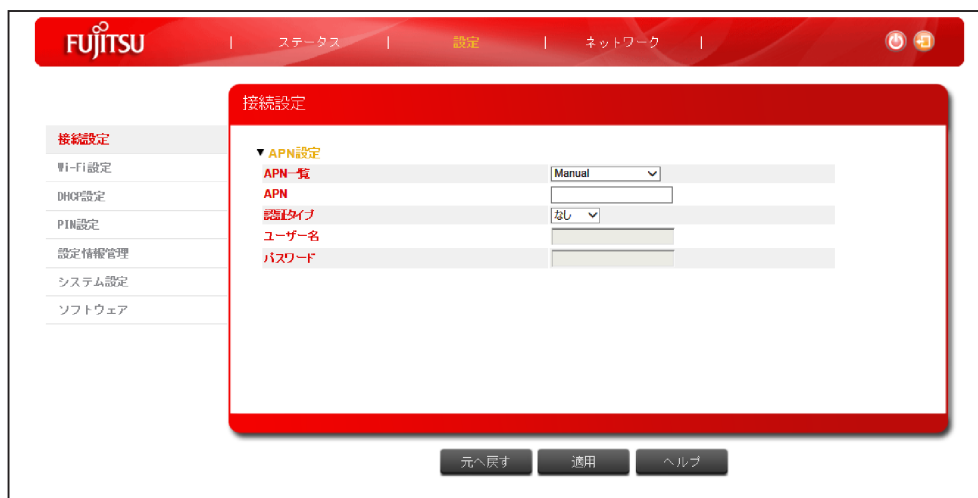 FUJITSU
ステータス
設定
ネットワーク
接続設定
接続設定
Wi-Fi設定
DHCP設定
PIN設定
設定情報管理
システム設定
ソフトウェア
▼ APN設定
APN一覧 Manual
APN
認証タイプ なし
ユーザー名
パスワード
元へ戻す
適用
ヘルプ